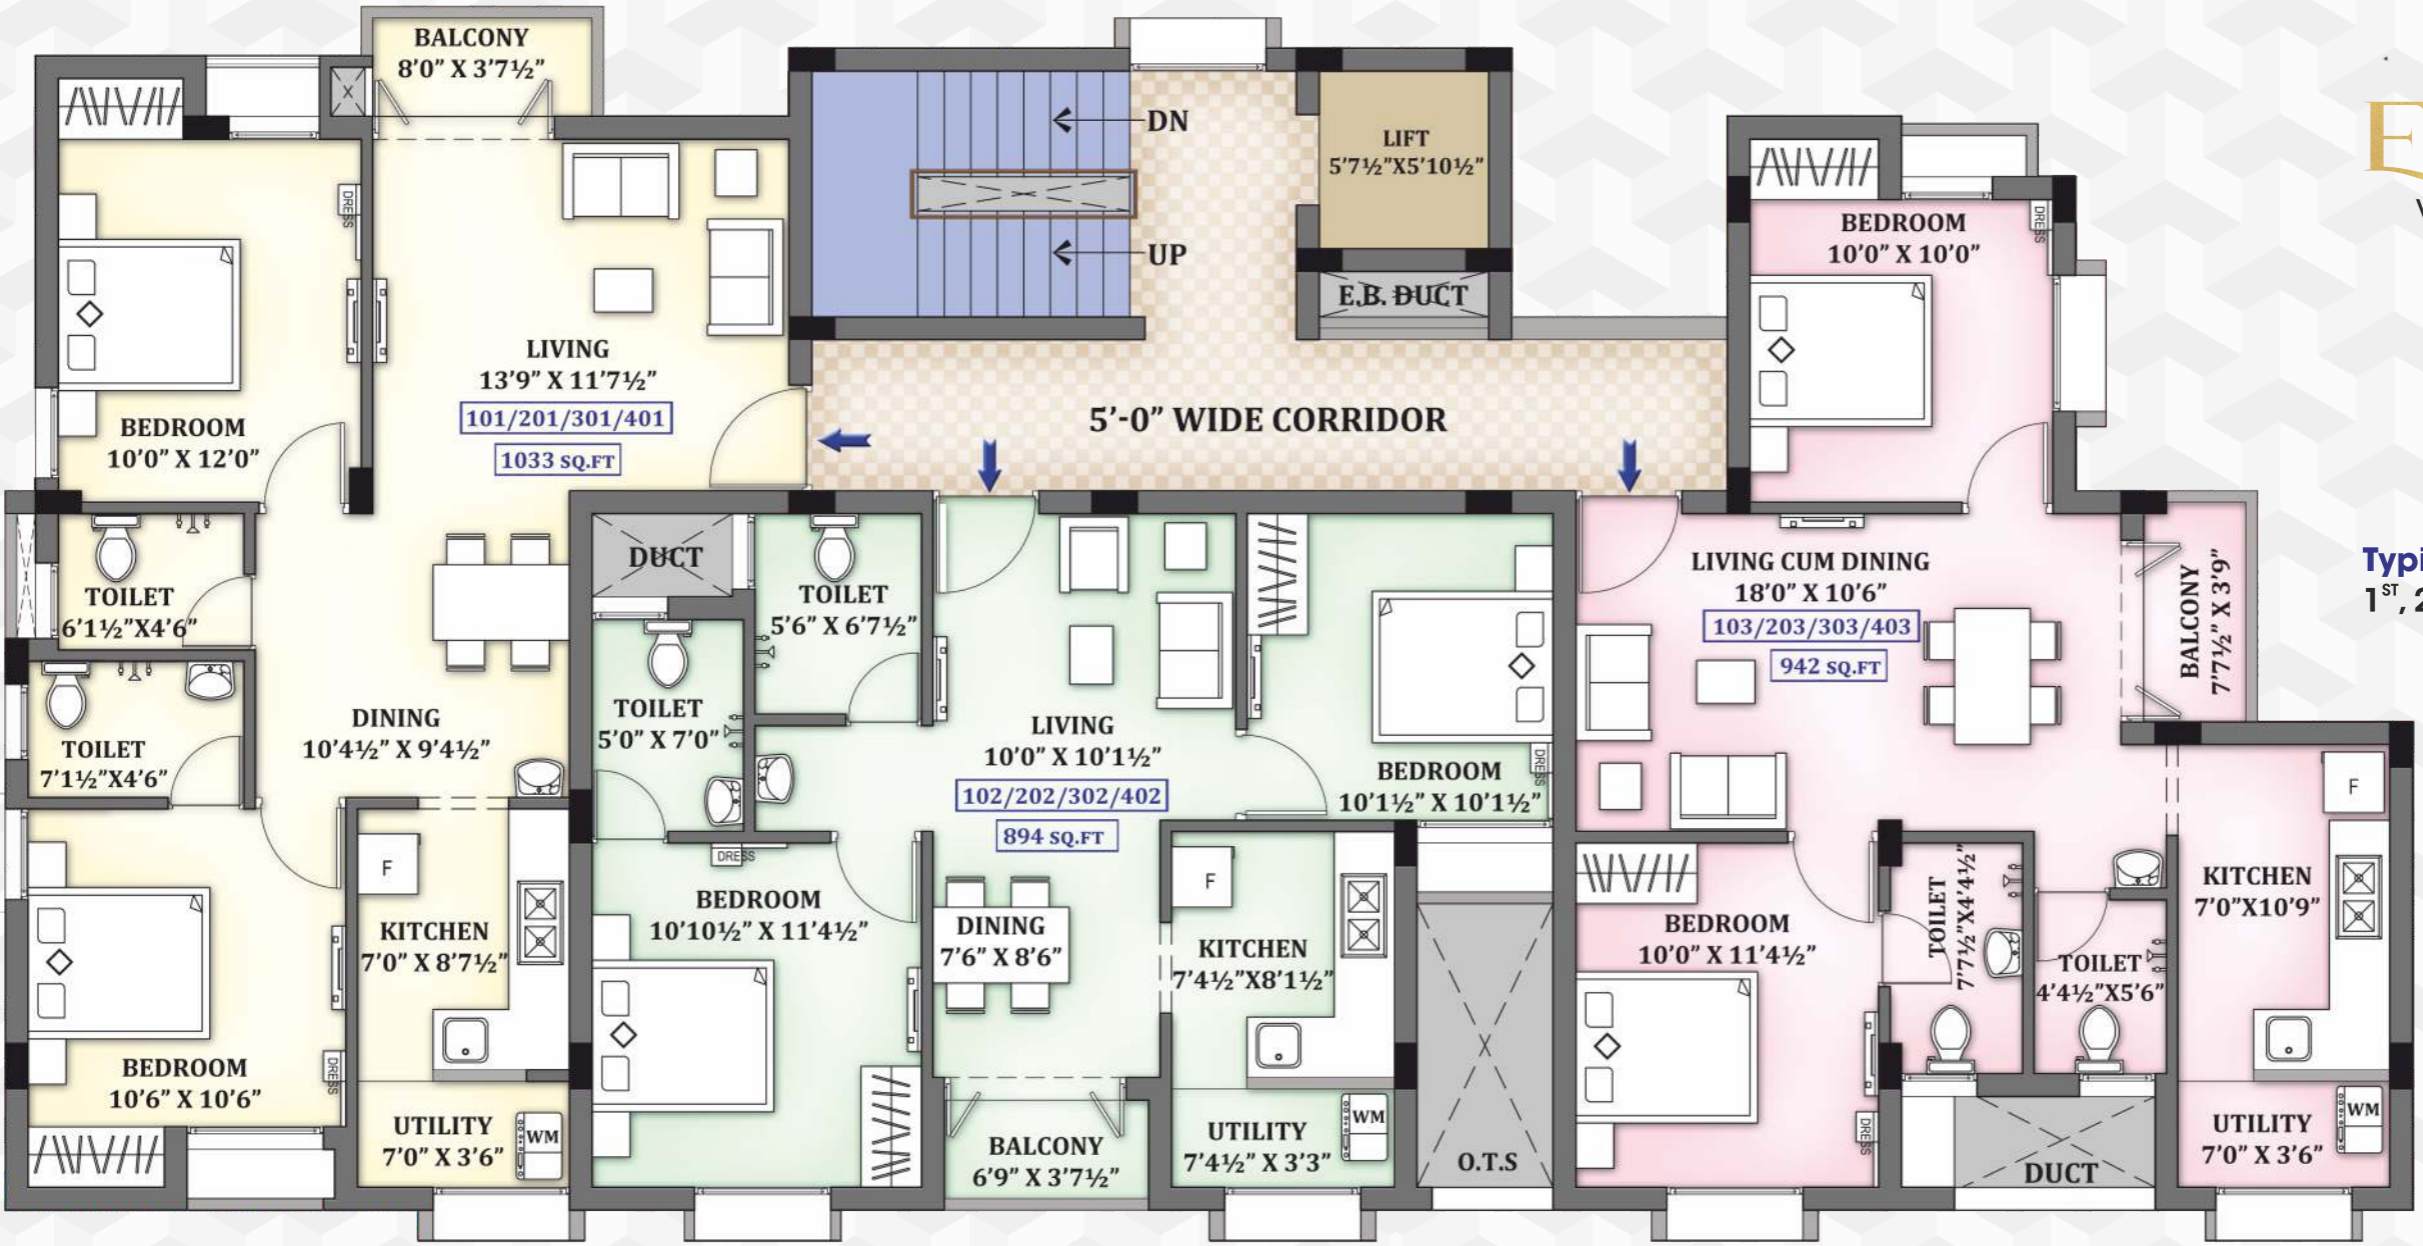 BALCONY
8'0” X 3'7½”
X
DRESS
LIVING
13'9” X 11'7½”
101/201/301/401
1033 SQ.FT
BEDROOM
10'0” X 12'0”
TOILET
6'1½”X4'6”
TOILET
7'1½”X4'6”
DINING
10'4½” X 9'4½”
F
KITCHEN
7'0” X 8'7½”
BEDROOM
10'6” X 10'6”
DRESS
UTILITY
7'0” X 3'6”
WM
DN
UP
LIFT
5'7½”X5'10½”
E.B. DUCT
5'-0” WIDE CORRIDOR
DUCT
TOILET
5'6” X 6'7½”
TOILET
5'0” X 7'0”
LIVING
10'0” X 10'1½”
102/202/302/402
894 SQ.FT
BEDROOM
10'1½” X 10'1½”
DRESS
DRESS
BEDROOM
10'10½” X 11'4½”
DINING
7'6” X 8'6”
F
KITCHEN
7'4½”X8'1½”
BALCONY
6'9” X 3'7½”
UTILITY
7'4½” X 3'3”
WM
O.T.S
BEDROOM
10'0” X 10'0”
DRESS
LIVING CUM DINING
18'0” X 10'6”
103/203/303/403
942 SQ.FT
BALCONY
7'7½” X 3'9”
F
KITCHEN
7'0”X10'9”
BEDROOM
10'0” X 11'4½”
DRESS
TOILET
7'7½”X4'4½”
TOILET
4'4½”X5'6”
DUCT
UTILITY
7'0” X 3'6”
WM
E
Typi
1ST, 2